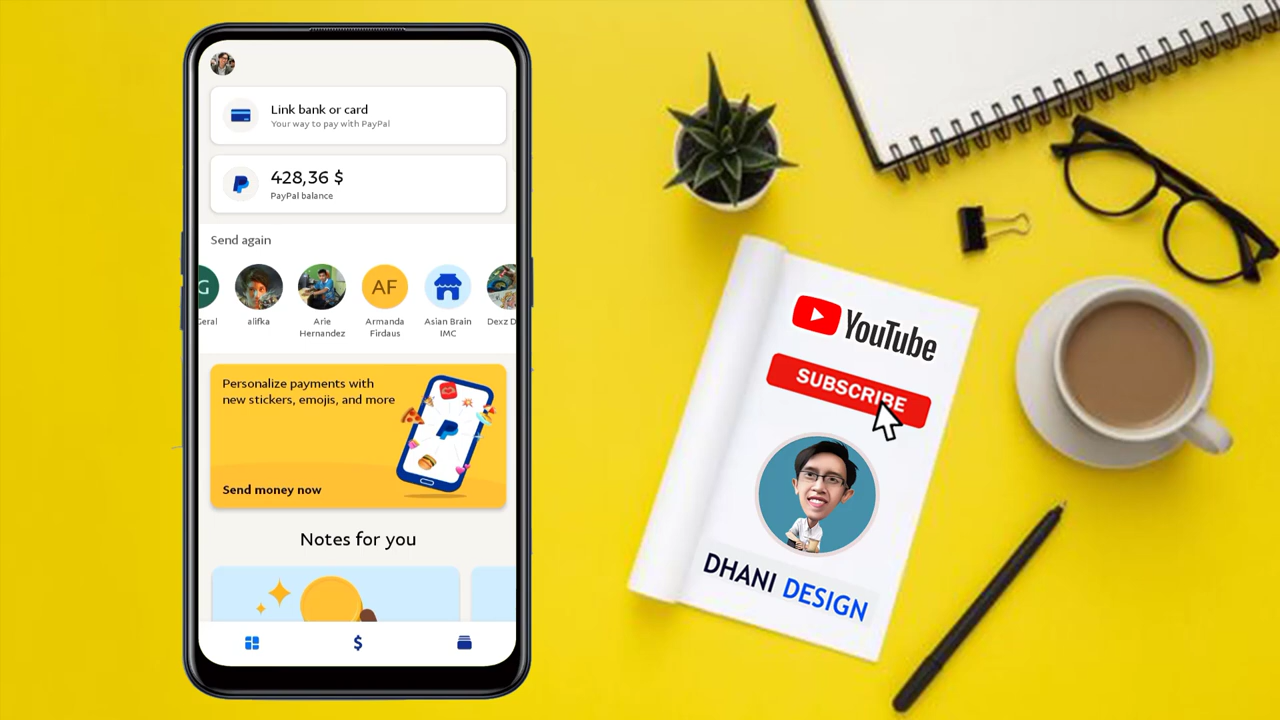 Link bank or card
Your way to pay with PayPal
428,36 $
PayPal balance
Send again
G
Geral
alifka
Arie
Hernandez
AF
Armanda
Firdaus
Asian Brain
IMC
Dexz D
Personalize payments with
new stickers, emojis, and more
Send money now
Notes for you
$
YouTube
SUBSCRIBE
DHANI DESIGN